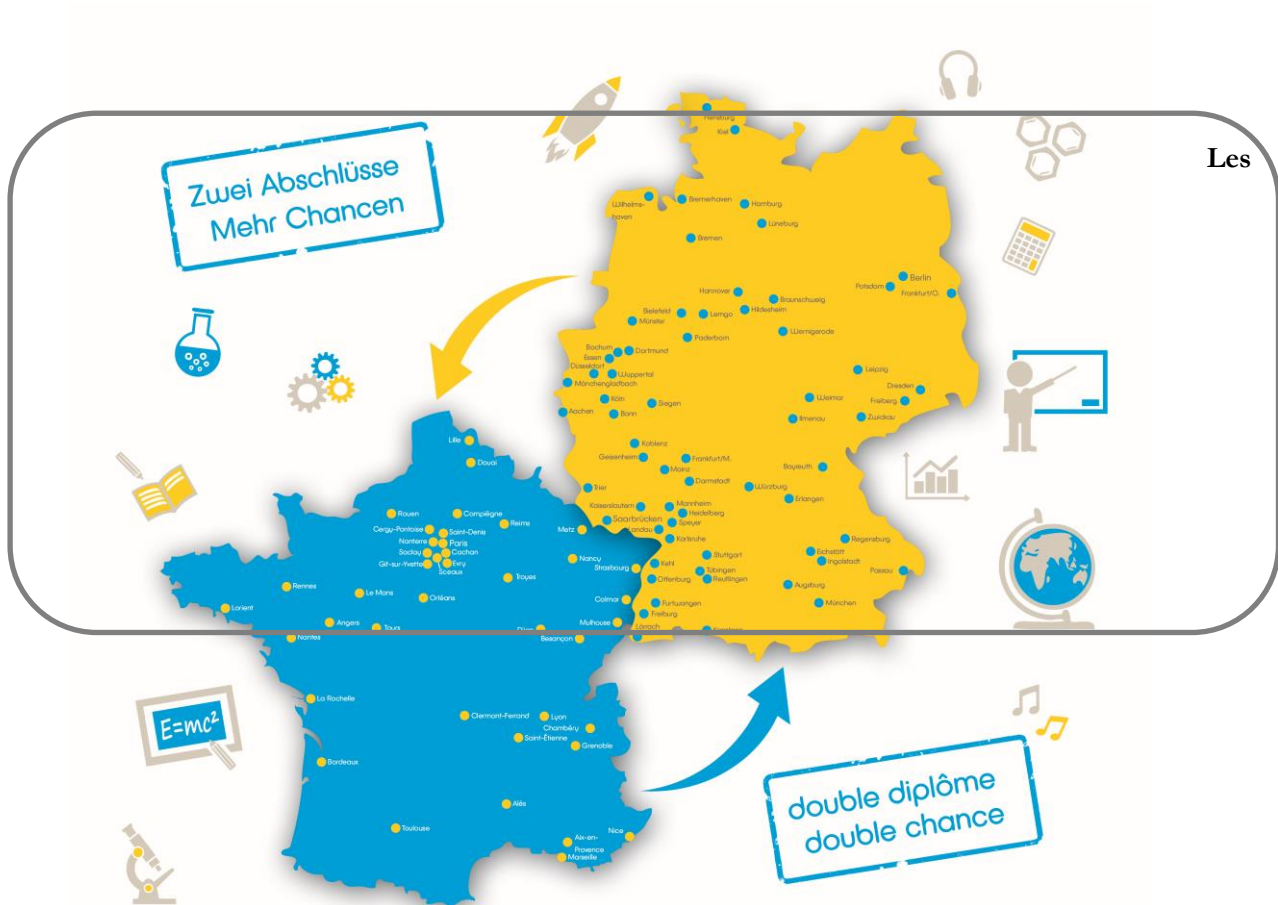 Les
Zwei Abschlüsse
Mehr Chancen
Flensburg
Kiel
Wilhelms-
haven
Bremerhaven
Hamburg
Lüneburg
Bremen
Berlin
Potsdam
Frankfurt/O.
Hannover
Braunschweig
Bielefeld
Lemgo
Hildesheim
Münster
Wernigerode
Paderborn
Bochum
Dortmund
Essen
Düsseldorf
Wuppertal
Mönchengladbach
Leipzig
Dresden
Köln
Siegen
Weimar
Freiberg
Aachen
Bonn
Ilmenau
Zwickau
Koblenz
Geisenheim
Frankfurt/M.
Mainz
Bayreuth
Darmstadt
Trier
Würzburg
Erlangen
Kaiserslautern
Mannheim
Heidelberg
Saarbrücken
Speyer
Landau
Karlsruhe
Regensburg
Stuttgart
Eichstätt
Ingolstadt
Kehl
Tübingen
Passau
Offenburg
Reutlingen
Augsburg
Furtwangen
München
Freiburg
Lörrach
Lille
Douai
Rouen
Compiègne
Reims
Cergy-Pontoise
Saint-Denis
Metz
Nanterre
Paris
Saclay
Cachan
Nancy
Gif-sur-Yvette
Evry
Strasbourg
Sceaux
Troyes
Rennes
Le Mans
Orléans
Colmar
Lorient
Angers
Tours
Mulhouse
Nantes
Besançon
La Rochelle
Clermont-Ferrand
Lyon
Chambéry
Saint-Étienne
Grenoble
Bordeaux
Alès
Toulouse
Nice
Aix-en-
Provence
Marseille
E=mc²
double diplôme
double chance